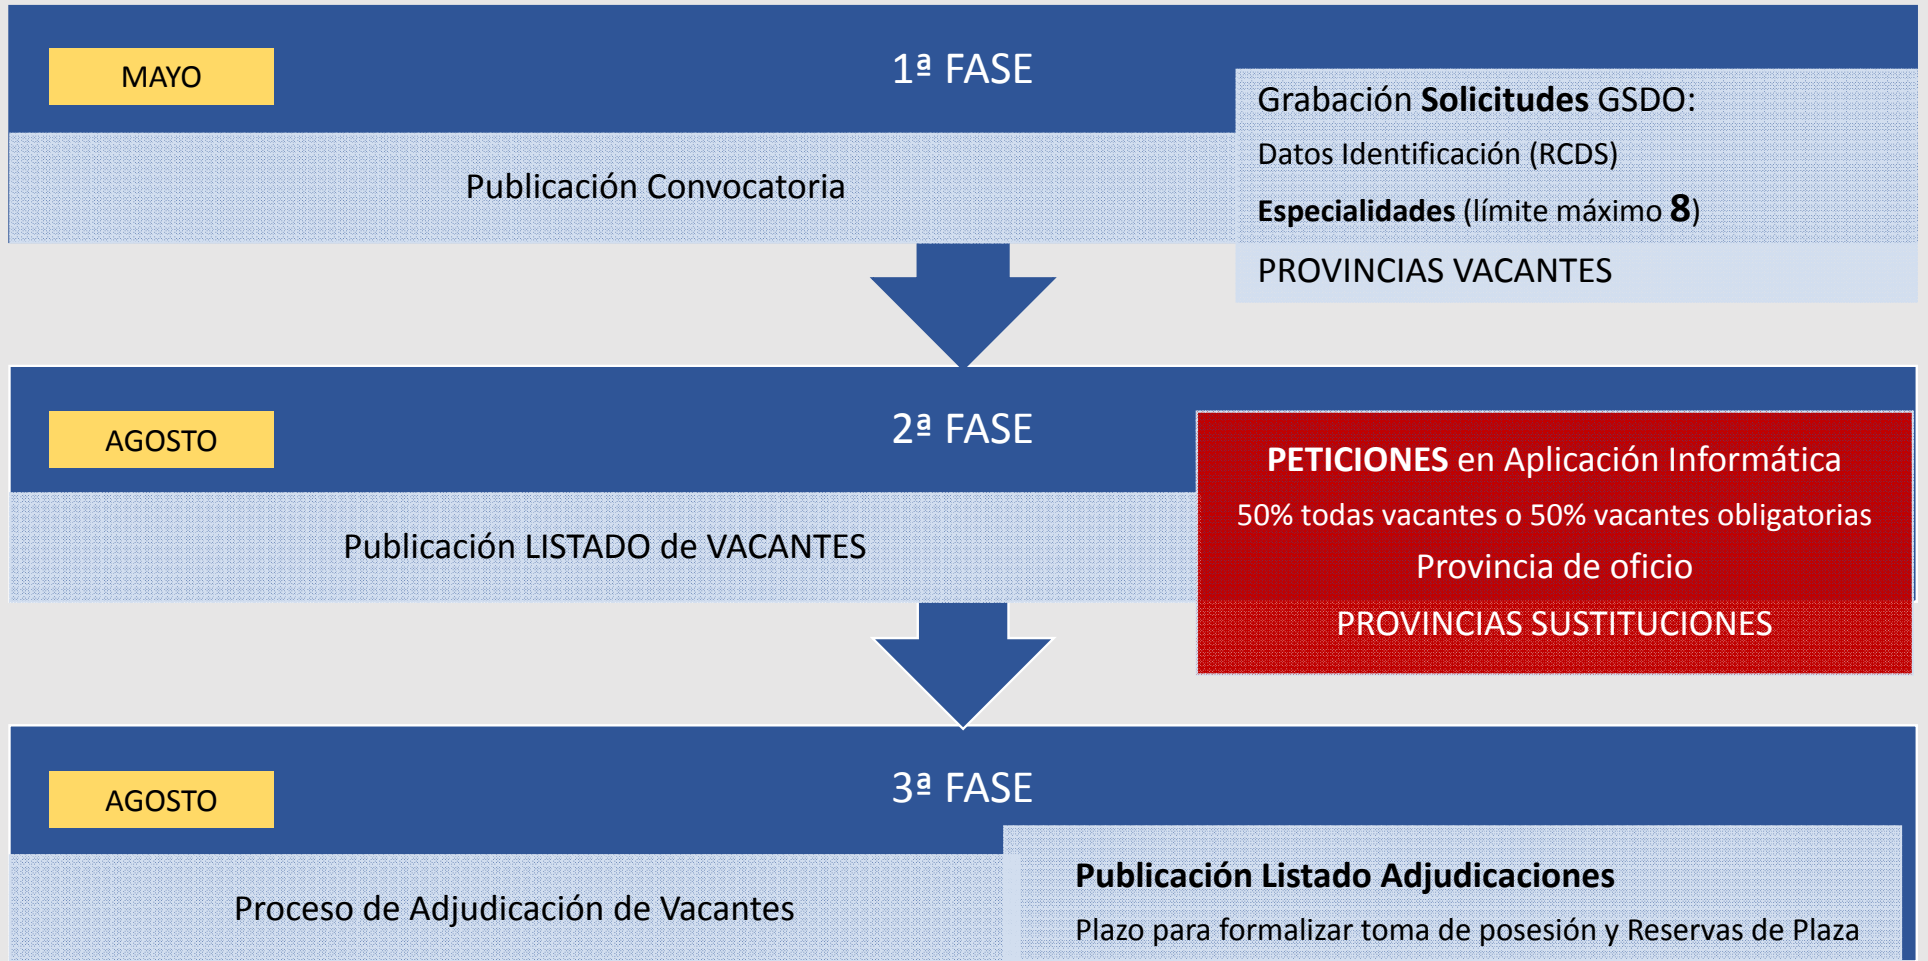 MAYO
1ª FASE
Publicación Convocatoria
Grabación Solicitudes GSDO:
Datos Identificación (RCDS)
Especialidades (límite máximo 8)
PROVINCIAS VACANTES
AGOSTO
2ª FASE
Publicación LISTADO de VACANTES
PETICIONES en Aplicación Informática
50% todas vacantes o 50% vacantes obligatorias
Provincia de oficio
PROVINCIAS SUSTITUCIONES
AGOSTO
3ª FASE
Proceso de Adjudicación de Vacantes
Publicación Listado Adjudicaciones
Plazo para formalizar toma de posesión y Reservas de Plaza